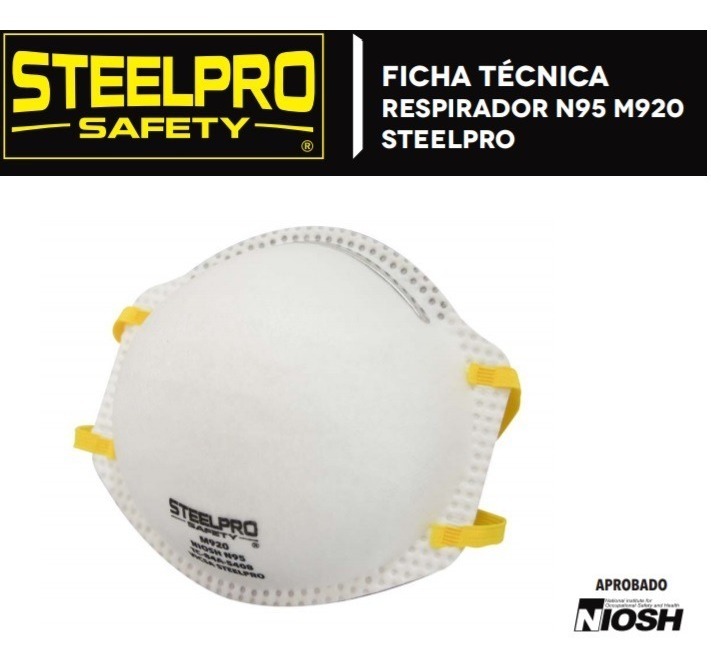 STEELPRO
SAFETY
®
FICHA TÉCNICA
RESPIRADOR N95 M920
STEELPRO
STEELPRO
SAFETY
®
M920
NIOSH N95
TC-84A-5408
VICSA STEELPRO
APROBADO
National Institute for
Occupational Safety and Health
NIOSH